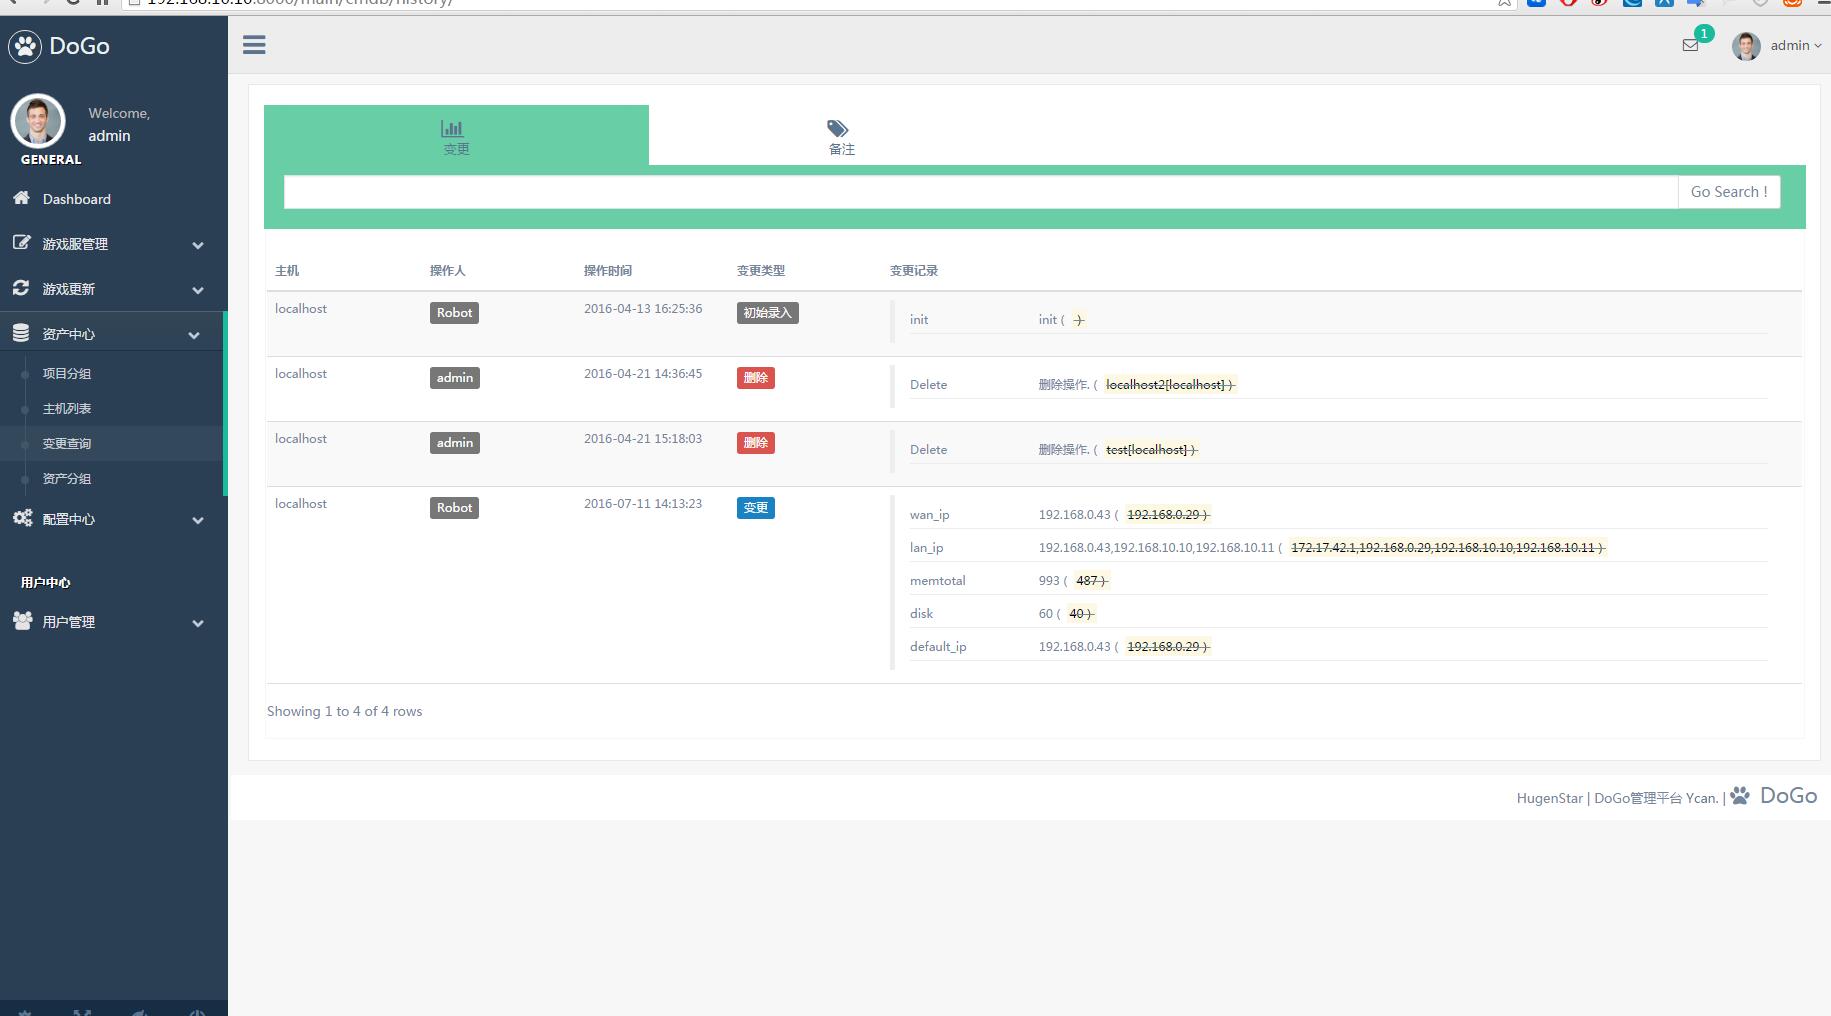 DoGo
1
admin
Welcome,
admin
GENERAL
Dashboard
游戏服管理
游戏更新
资产中心
项目分组
主机列表
变更查询
资产分组
配置中心
用户中心
用户管理
变更
备注
Go Search !
主机 操作人 操作时间 变更类型 变更记录
localhost Robot 2016-04-13 16:25:36 初始录入 init init ( )
localhost admin 2016-04-21 14:36:45 删除 Delete 删除操作. ( localhost2[localhost] )
localhost admin 2016-04-21 15:18:03 删除 Delete 删除操作. ( test[localhost] )
localhost Robot 2016-07-11 14:13:23 变更 wan_ip 192.168.0.43 ( 192.168.0.29 )
lan_ip 192.168.0.43,192.168.10.10,192.168.10.11 ( 172.17.42.1,192.168.0.29,192.168.10.10,192.168.10.11 )
memtotal 993 ( 487 )
disk 60 ( 40 )
default_ip 192.168.0.43 ( 192.168.0.29 )
Showing 1 to 4 of 4 rows
HugenStar | DoGo管理平台 Ycan. | DoGo